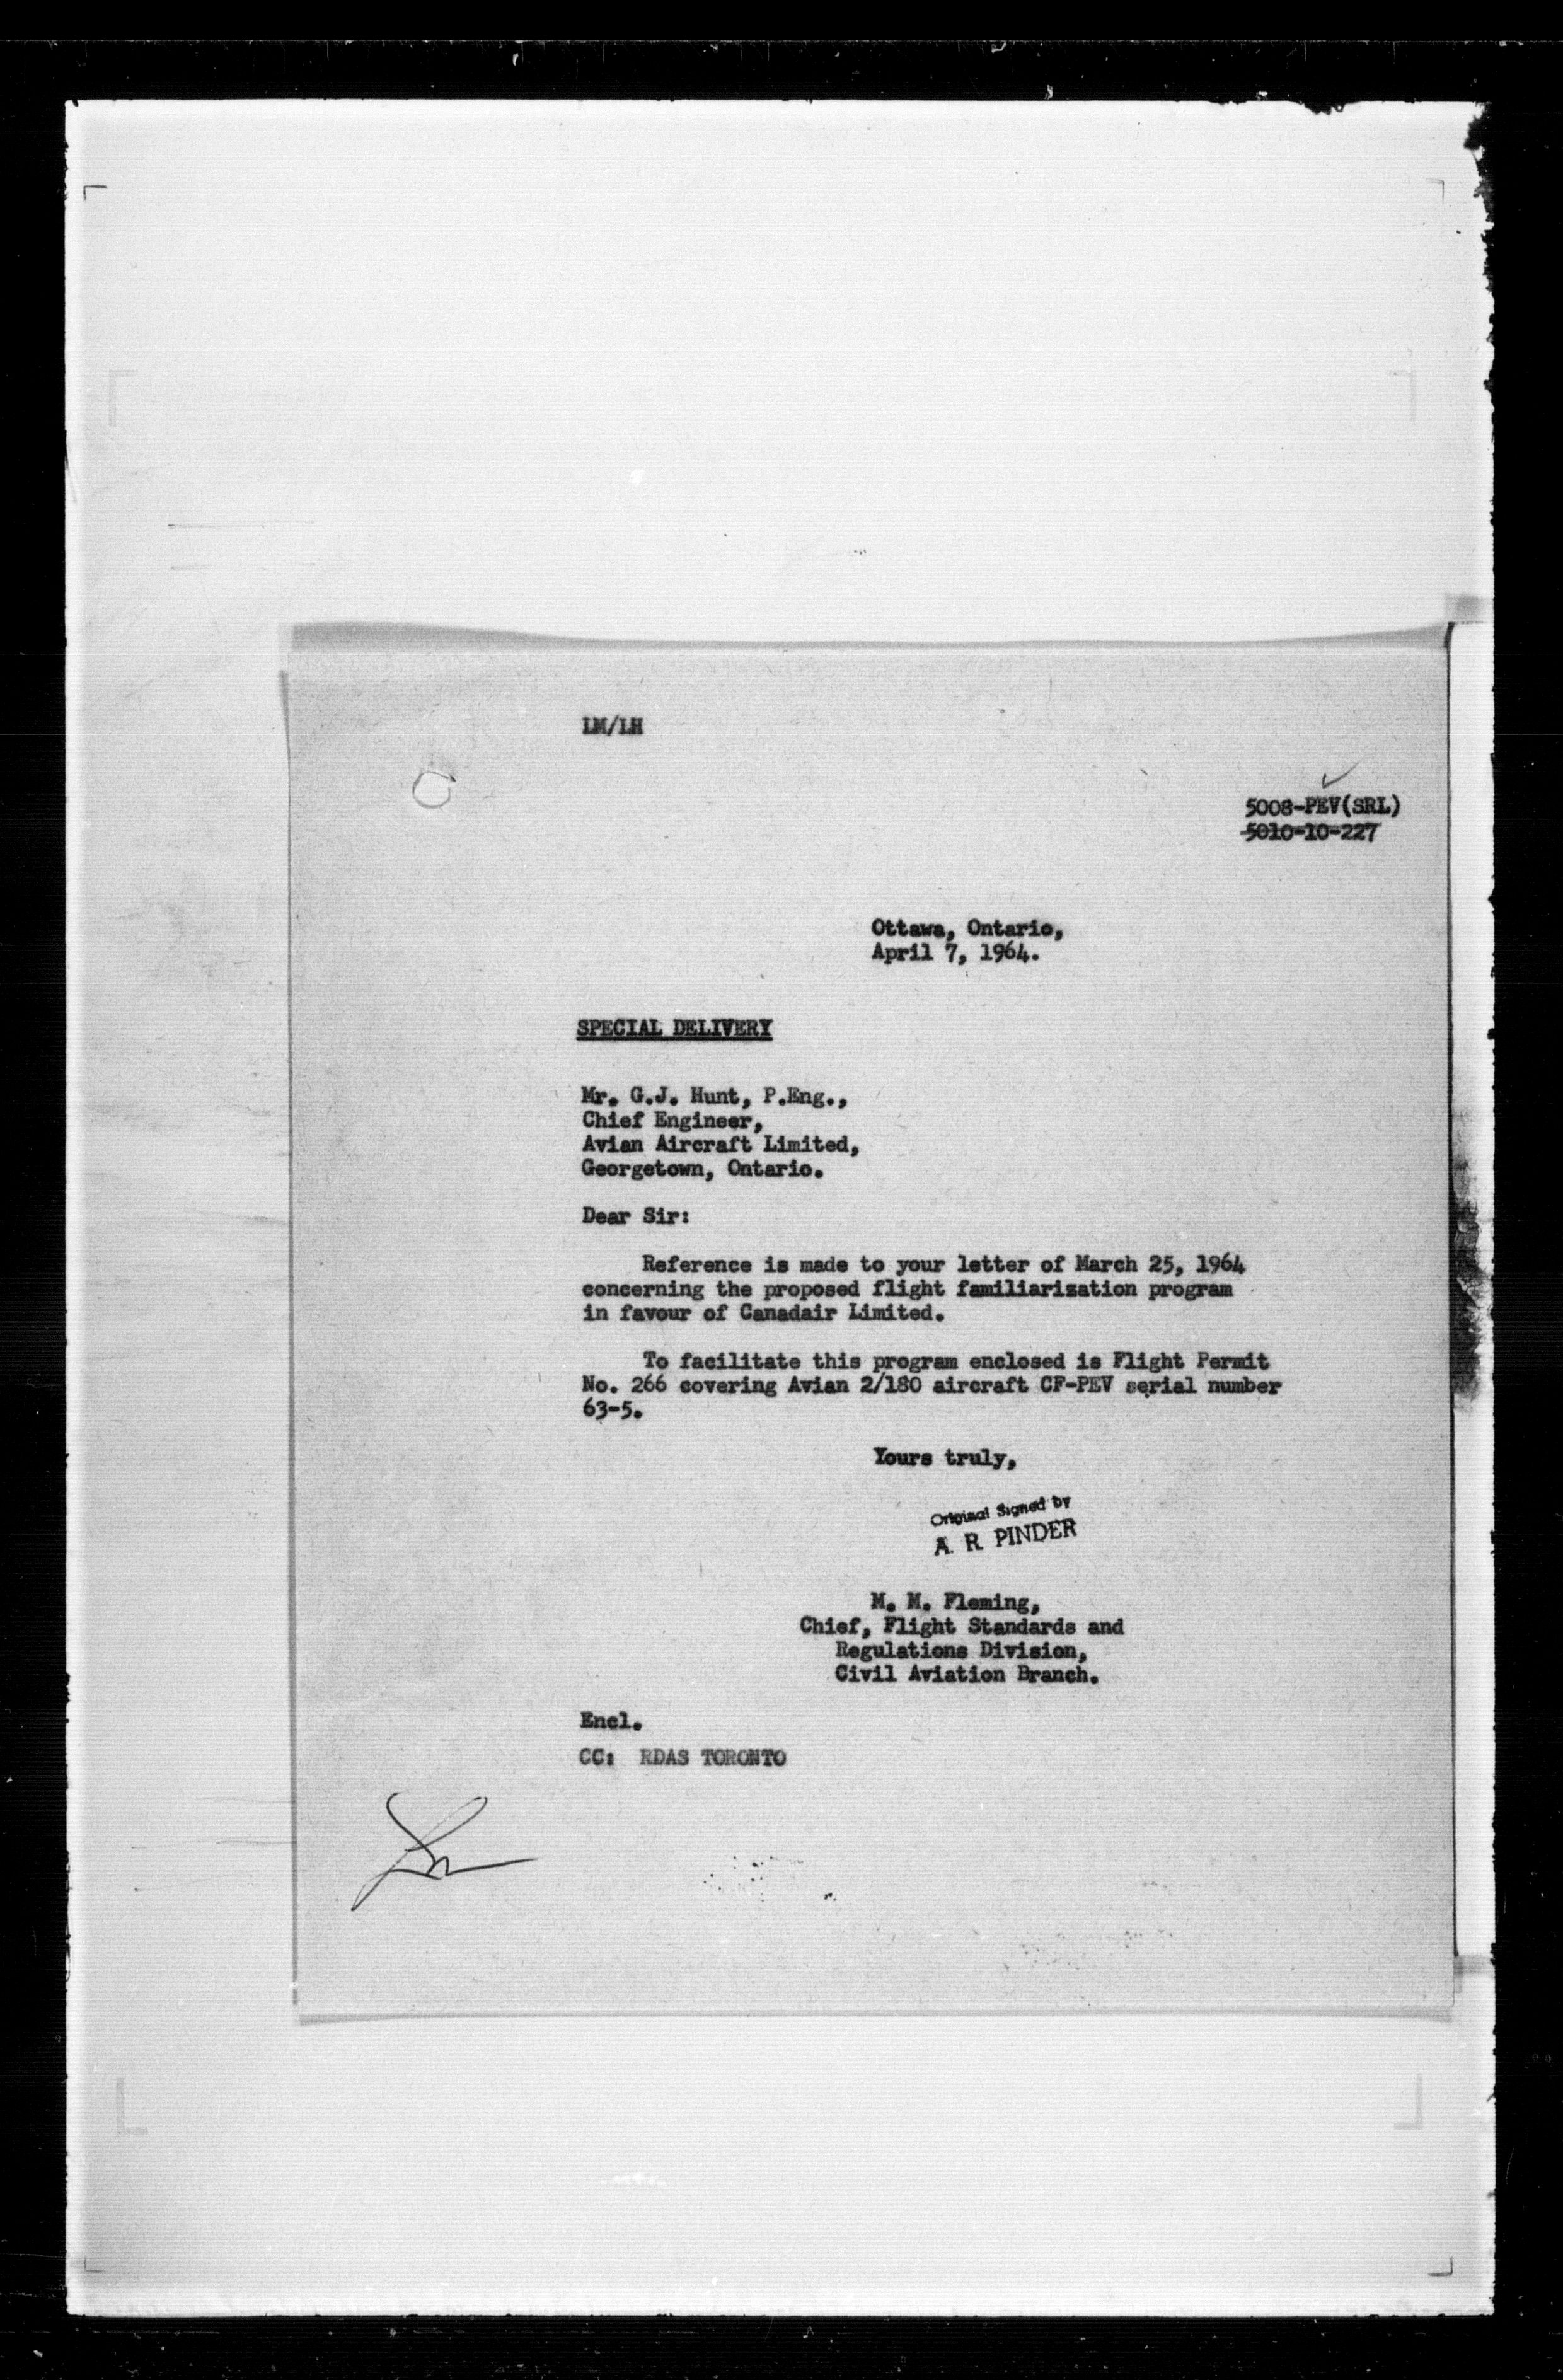 LM/LH
5008-PEV(SRL)
5010-10-227
Ottawa, Ontario,
April 7, 1964.
SPECIAL DELIVERY
Mr. G.J. Hunt, P.Eng.,
Chief Engineer,
Avian Aircraft Limited,
Georgetown, Ontario.
Dear Sir:
Reference is made to your letter of March 25, 1964
concerning the proposed flight familiarization program
in favour of Canadair Limited.
To facilitate this program enclosed is Flight Permit
No. 266 covering Avian 2/180 aircraft CF-PEV serial number
63-5.
Yours truly,
Original Signed by
A. R. PINDER
M. M. Fleming,
Chief, Flight Standards and
Regulations Division,
Civil Aviation Branch.
Encl.
CC: RDAS TORONTO